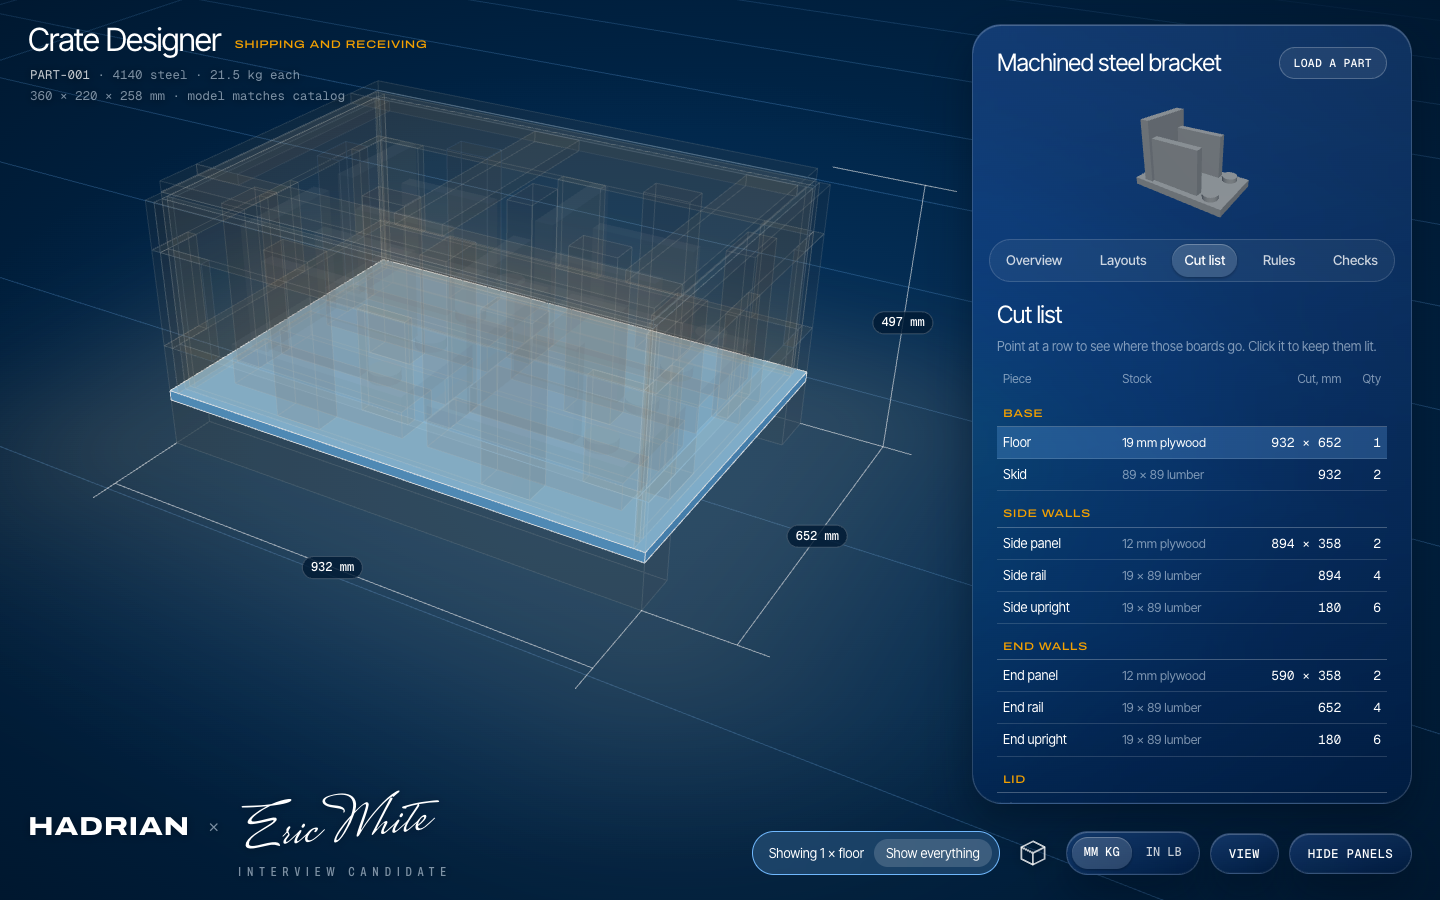 Crate Designer SHIPPING AND RECEIVING
PART-001 · 4140 steel · 21.5 kg each
360 × 220 × 258 mm · model matches catalog
497 mm
652 mm
932 mm
Machined steel bracket LOAD A PART
Overview Layouts Cut list Rules Checks
Cut list
Point at a row to see where those boards go. Click it to keep them lit.
Piece Stock Cut, mm Qty
BASE
Floor 19 mm plywood 932 × 652 1
Skid 89 × 89 lumber 932 2
SIDE WALLS
Side panel 12 mm plywood 894 × 358 2
Side rail 19 × 89 lumber 894 4
Side upright 19 × 89 lumber 180 6
END WALLS
End panel 12 mm plywood 590 × 358 2
End rail 19 × 89 lumber 652 4
End upright 19 × 89 lumber 180 6
LID
HADRIAN × Eric White
INTERVIEW CANDIDATE
Showing 1 × floor Show everything MM KG IN LB VIEW HIDE PANELS